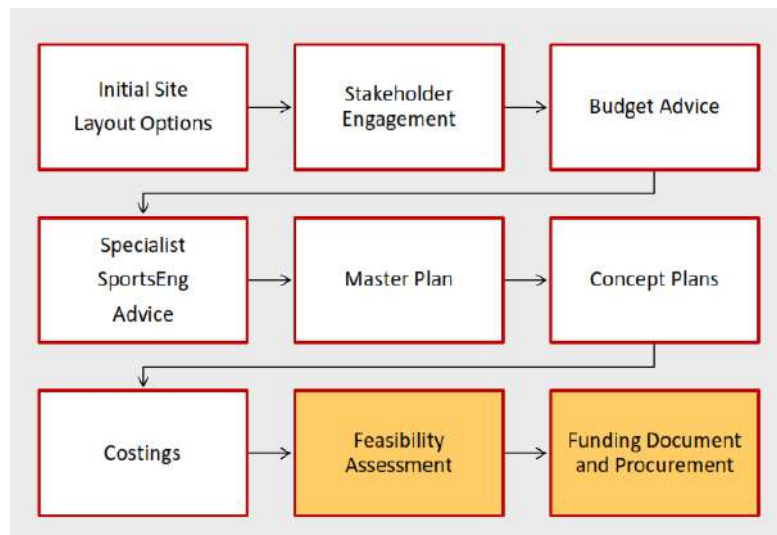 Initial Site
Layout Options
Stakeholder
Engagement
Budget Advice
Specialist
SportsEng
Advice
Master Plan
Concept Plans
Costings
Feasibility
Assessment
Funding Document
and Procurement